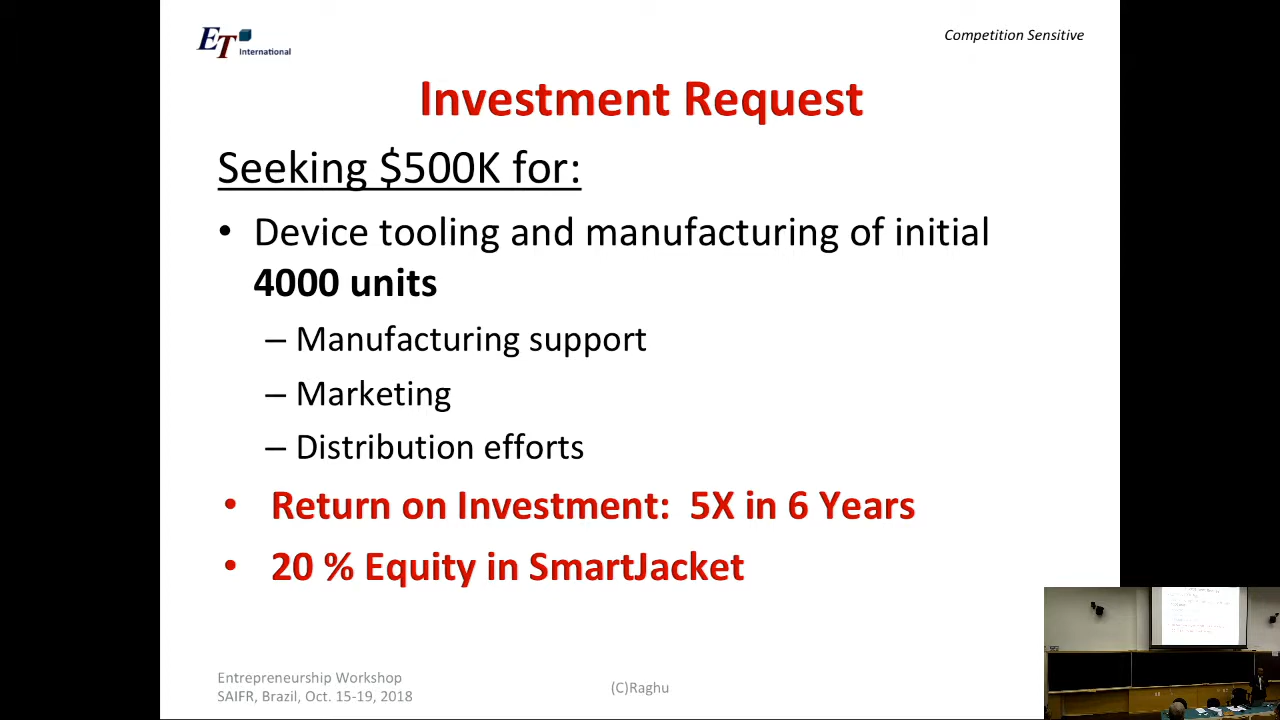 ET
International
Competition Sensitive
Investment Request
Seeking $500K for:
• Device tooling and manufacturing of initial
4000 units
– Manufacturing support
– Marketing
– Distribution efforts
• Return on Investment: 5X in 6 Years
• 20 % Equity in SmartJacket
Entrepreneurship Workshop
SAIFR, Brazil, Oct. 15-19, 2018
(C)Raghu